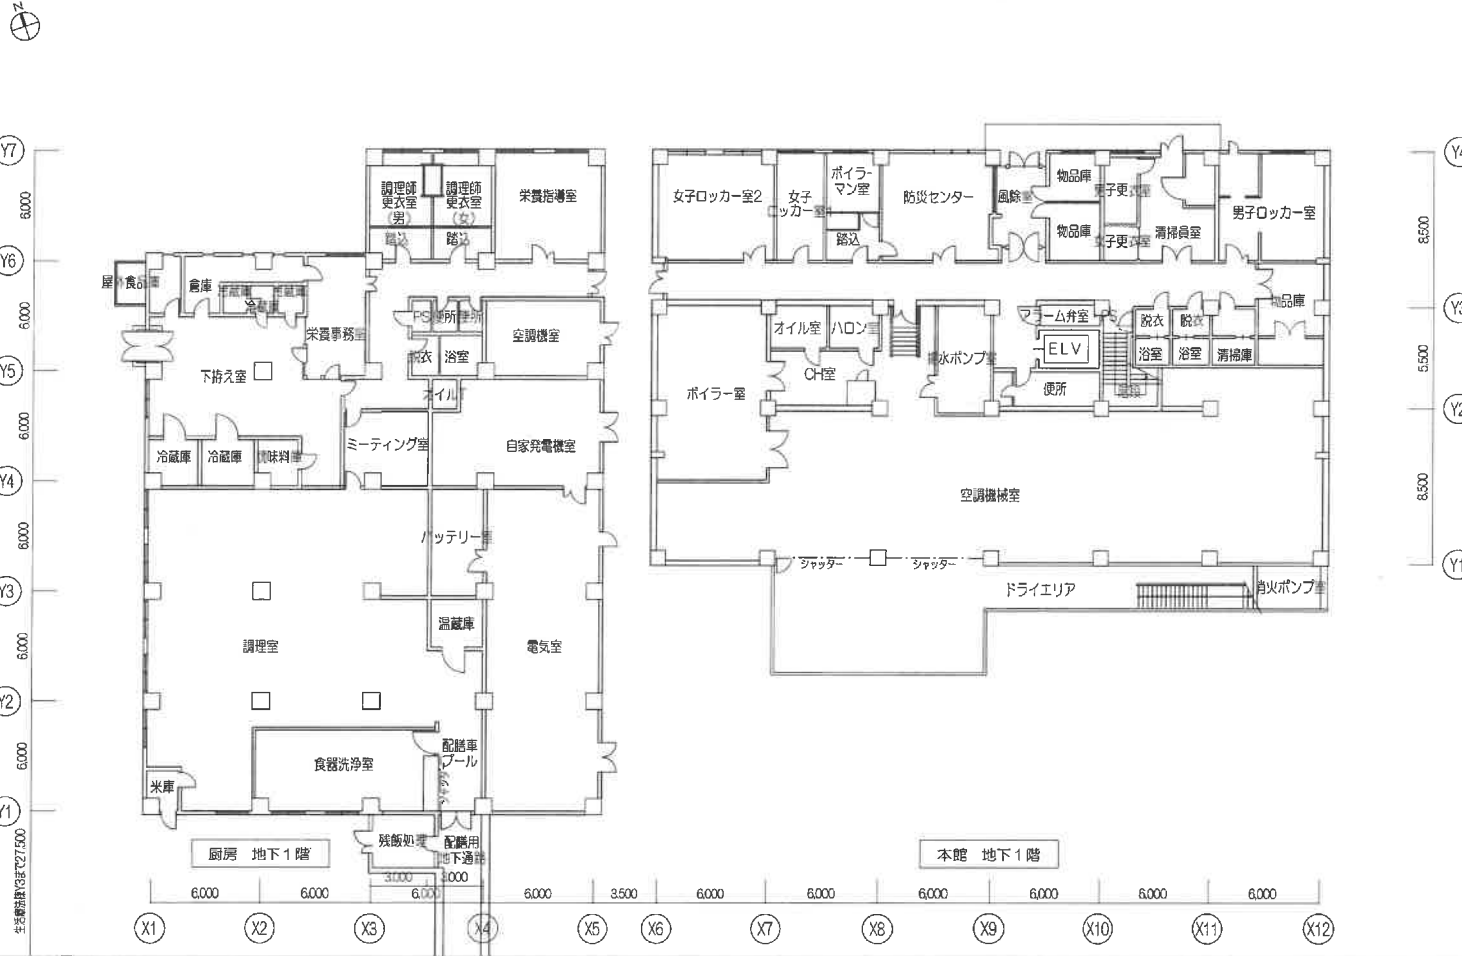 N
Y7
調理師
更衣室
(男)
調理師
更衣室
(女)
栄養指導室
踏込
踏込
女子ロッカー室2
女子
ロッカー室
ボイラー
マン室
踏込
防災センター
風除室
物品庫
物品庫
男子更衣室
女子更衣室
清掃員室
男子ロッカー室
Y4
6.000
8.500
Y6
屋外食品庫
倉庫
冷蔵庫
栄養事務室
PS
便所
便所
空調機室
脱衣
浴室
オイル室
ハロン室
CH室
排水ポンプ室
アラーム弁室
PS
ELV
便所
階段
脱衣
脱衣
浴室
浴室
清掃庫
物品庫
Y3
6.000
5.500
Y5
下拵え室
ボイラー室
Y2
6.000
冷蔵庫
冷蔵庫
調味料庫
ミーティング室
自家発電機室
空調機械室
8.500
Y4
6.000
バッテリー室
シャッター
シャッター
Y1
Y3
ドライエリア
消火ポンプ室
温蔵庫
調理室
電気室
6.000
Y2
6.000
食器洗浄室
配膳車
プール
シャッター
米庫
Y1
残飯処理
配膳用
地下通路
厨房 地下1階
本館 地下1階
3.000
3.000
6.000
6.000
6.000
6.000
3.500
6.000
6.000
6.000
6.000
6.000
6.000
X1
X2
X3
X4
X5
X6
X7
X8
X9
X10
X11
X12